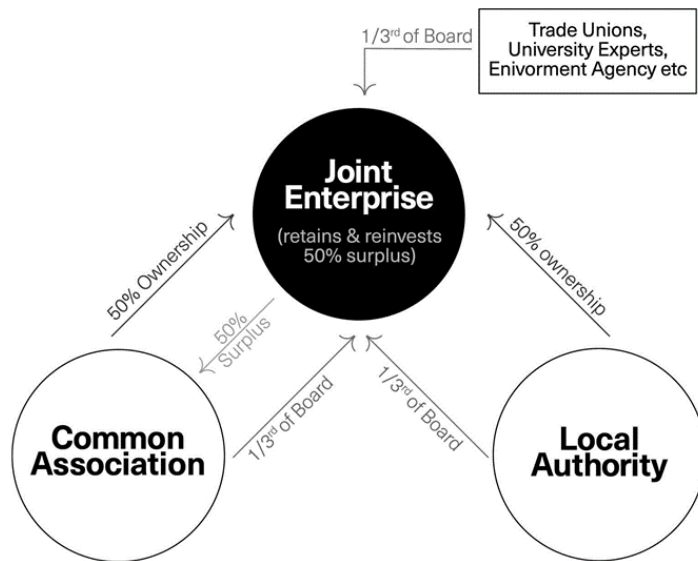 1/3rd of Board
Trade Unions,
University Experts,
Enivorment Agency etc
Joint
Enterprise
(retains & reinvests
50% surplus)
50% Ownership
50% ownership
50%
Surplus
1/3rd of Board
1/3rd of Board
Common
Association
Local
Authority